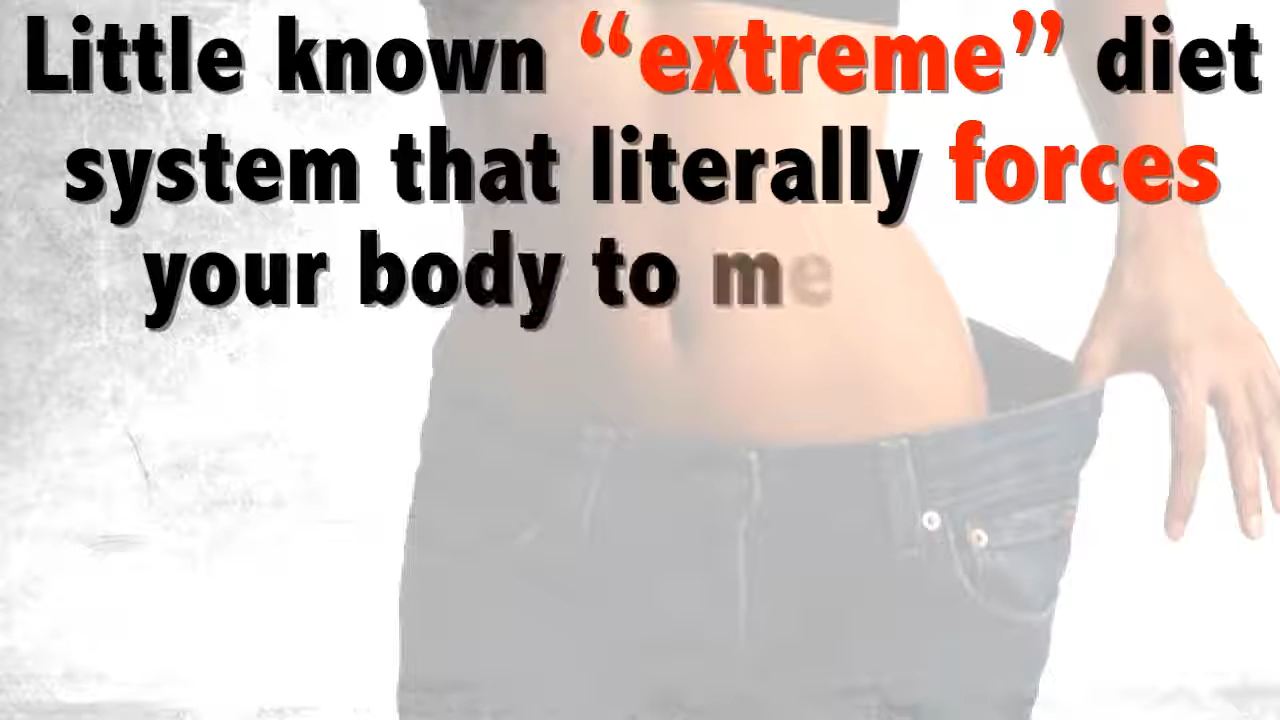 Little known “extreme” diet
system that literally forces
your body to me